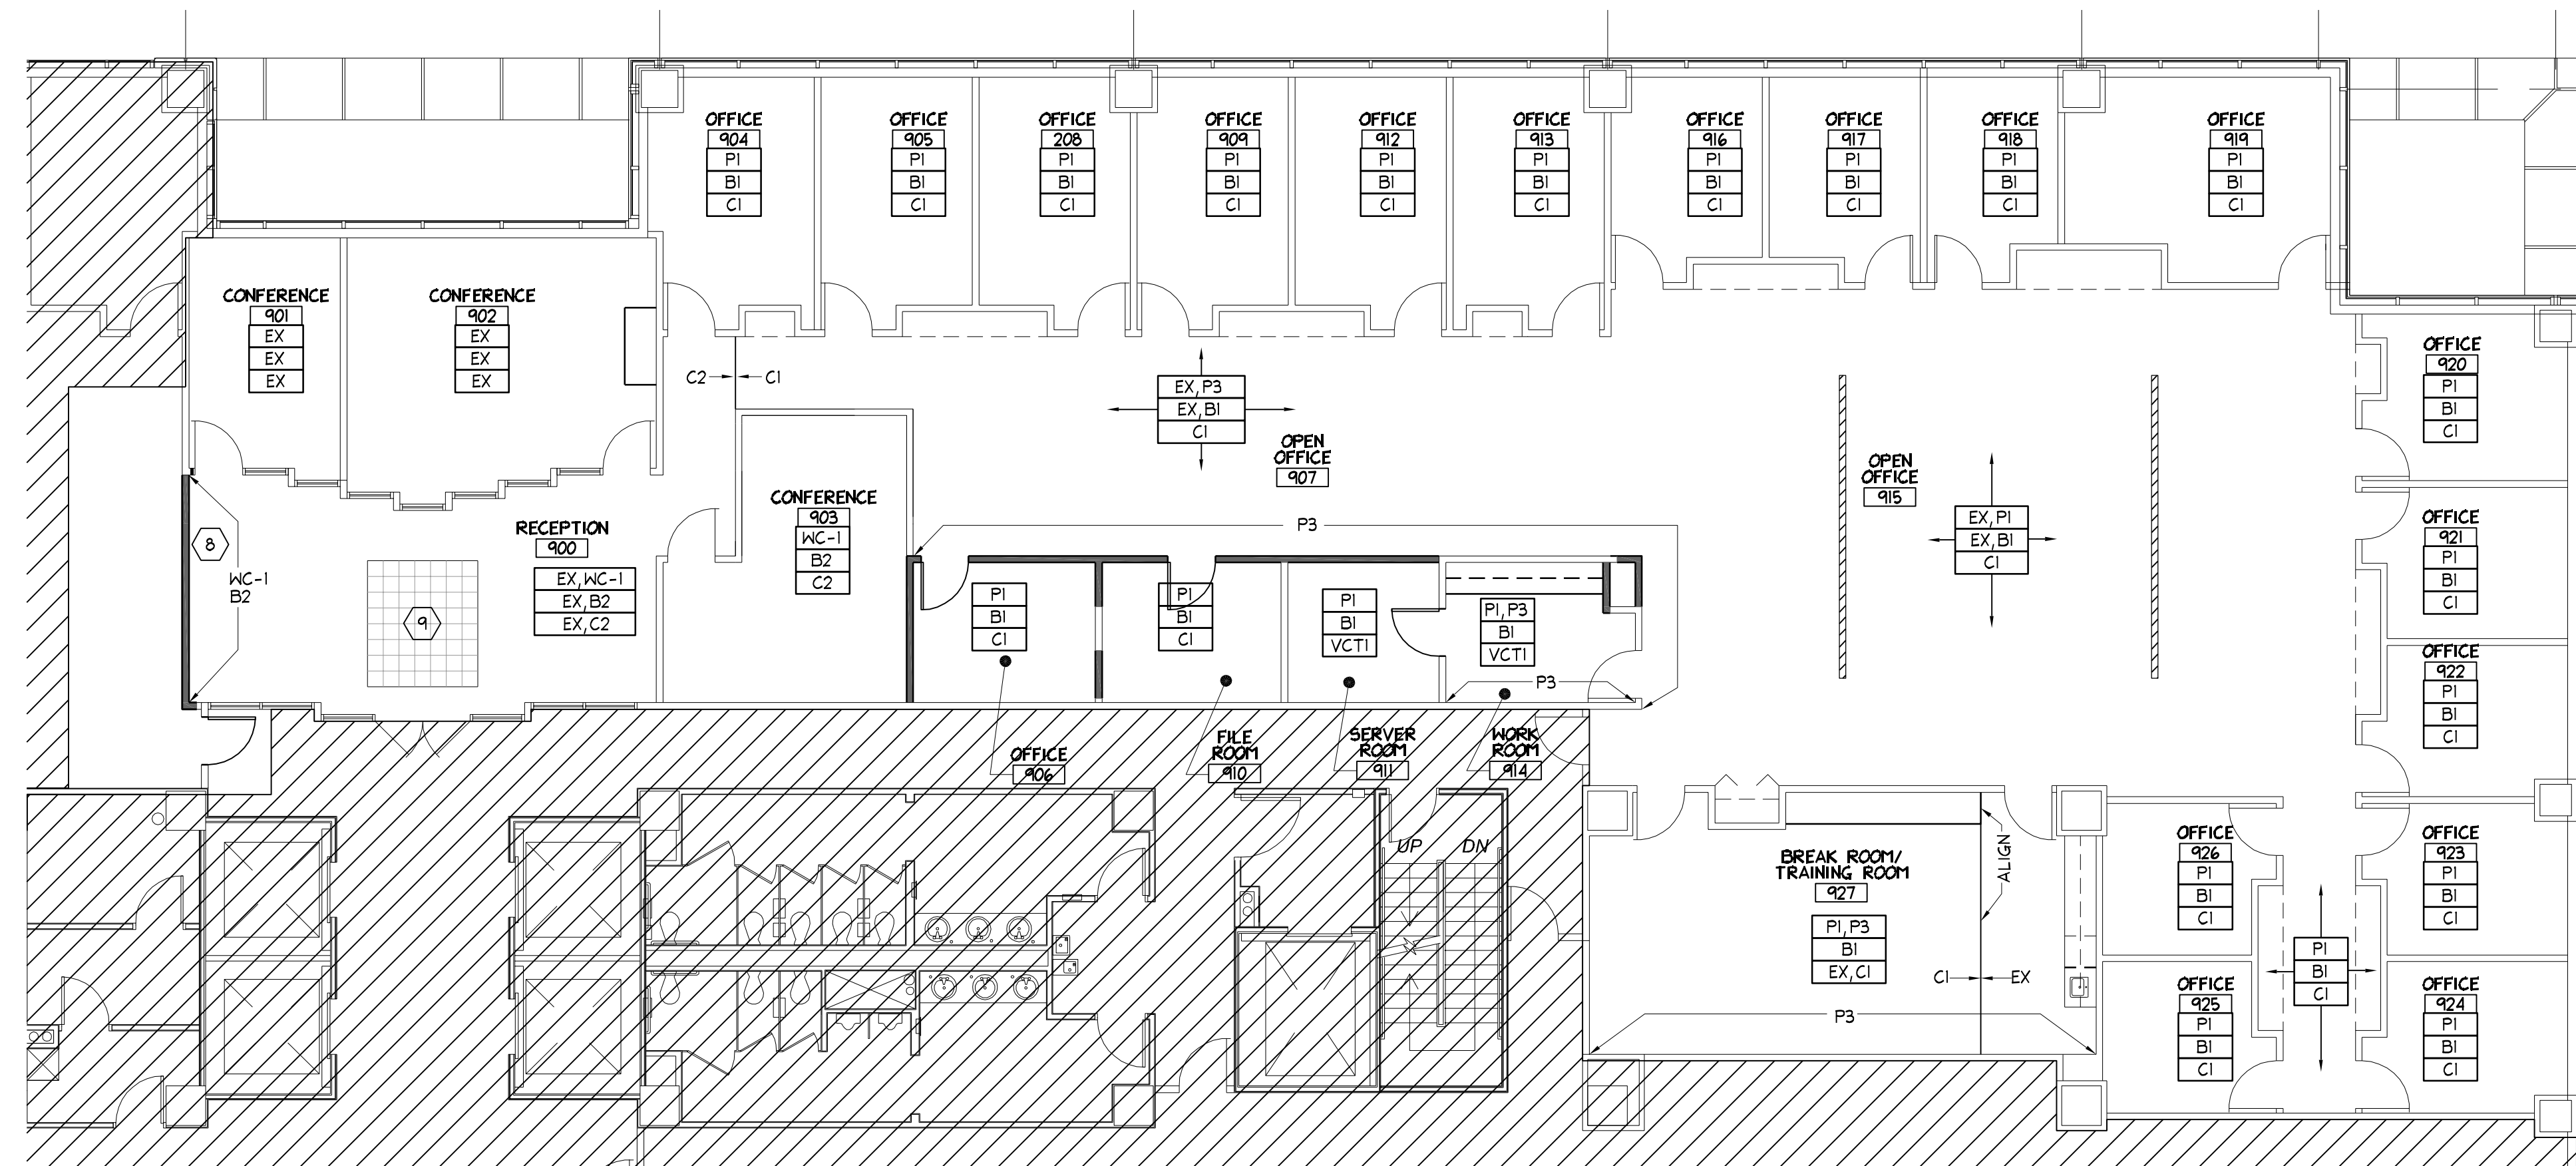 OFFICE
904
P1
B1
C1
OFFICE
905
P1
B1
C1
OFFICE
208
P1
B1
C1
OFFICE
909
P1
B1
C1
OFFICE
912
P1
B1
C1
OFFICE
913
P1
B1
C1
OFFICE
916
P1
B1
C1
OFFICE
917
P1
B1
C1
OFFICE
918
P1
B1
C1
OFFICE
919
P1
B1
C1
CONFERENCE
901
EX
EX
EX
CONFERENCE
902
EX
EX
EX
C2
C1
EX, P3
EX, B1
C1
OPEN
OFFICE
907
OPEN
OFFICE
915
EX, P1
EX, B1
C1
OFFICE
920
P1
B1
C1
OFFICE
921
P1
B1
C1
OFFICE
922
P1
B1
C1
8
WC-1
B2
RECEPTION
900
EX, WC-1
EX, B2
EX, C2
9
CONFERENCE
903
WC-1
B2
C2
P3
P1
B1
C1
P1
B1
C1
P1
B1
VCT1
P1, P3
B1
VCT1
P3
OFFICE
906
FILE
ROOM
910
SERVER
ROOM
911
WORK
ROOM
914
UP
DN
BREAK ROOM/
TRAINING ROOM
927
P1, P3
B1
EX, C1
ALIGN
C1
EX
P3
OFFICE
926
P1
B1
C1
OFFICE
923
P1
B1
C1
P1
B1
C1
OFFICE
925
P1
B1
C1
OFFICE
924
P1
B1
C1